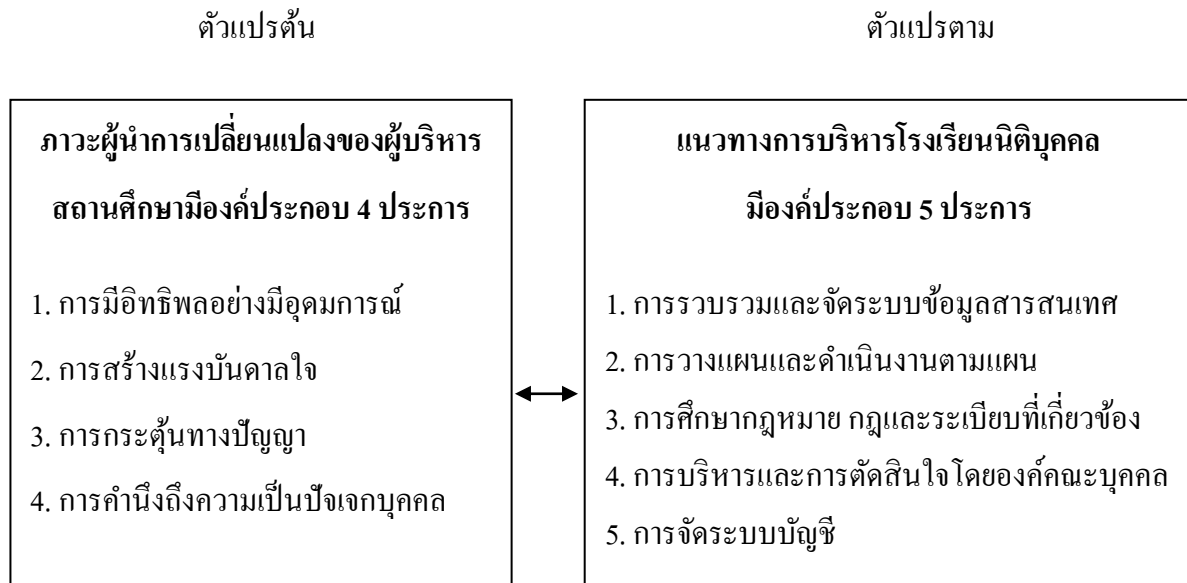 ตัวแปรต้น
ตัวแปรตาม
ภาวะผู้นำการเปลี่ยนแปลงของผู้บริหาร
สถานศึกษามีองค์ประกอบ 4 ประการ
1. การมีอิทธิพลอย่างมีอุดมการณ์
2. การสร้างแรงบันดาลใจ
3. การกระตุ้นทางปัญญา
4. การคำนึงถึงความเป็นปัจเจกบุคคล
แนวทางการบริหารโรงเรียนนิติบุคคล
มีองค์ประกอบ 5 ประการ
1. การรวบรวมและจัดระบบข้อมูลสารสนเทศ
2. การวางแผนและดำเนินงานตามแผน
3. การศึกษากฎหมาย กฎและระเบียบที่เกี่ยวข้อง
4. การบริหารและการตัดสินใจโดยองค์คณะบุคคล
5. การจัดระบบบัญชี